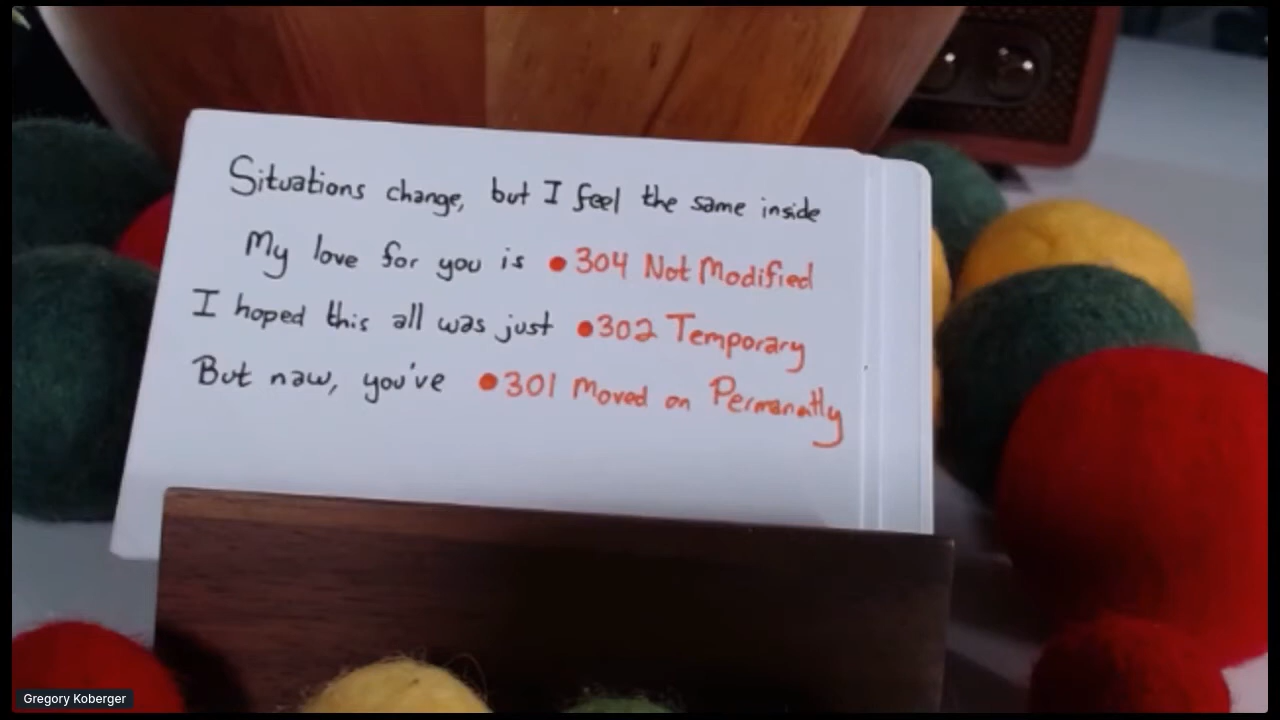 Situations change, but I feel the same inside
My love for you is • 304 Not Modified
I hoped this all was just • 302 Temporary
But now, you've • 301 Moved on Permanatly
Gregory Koberger